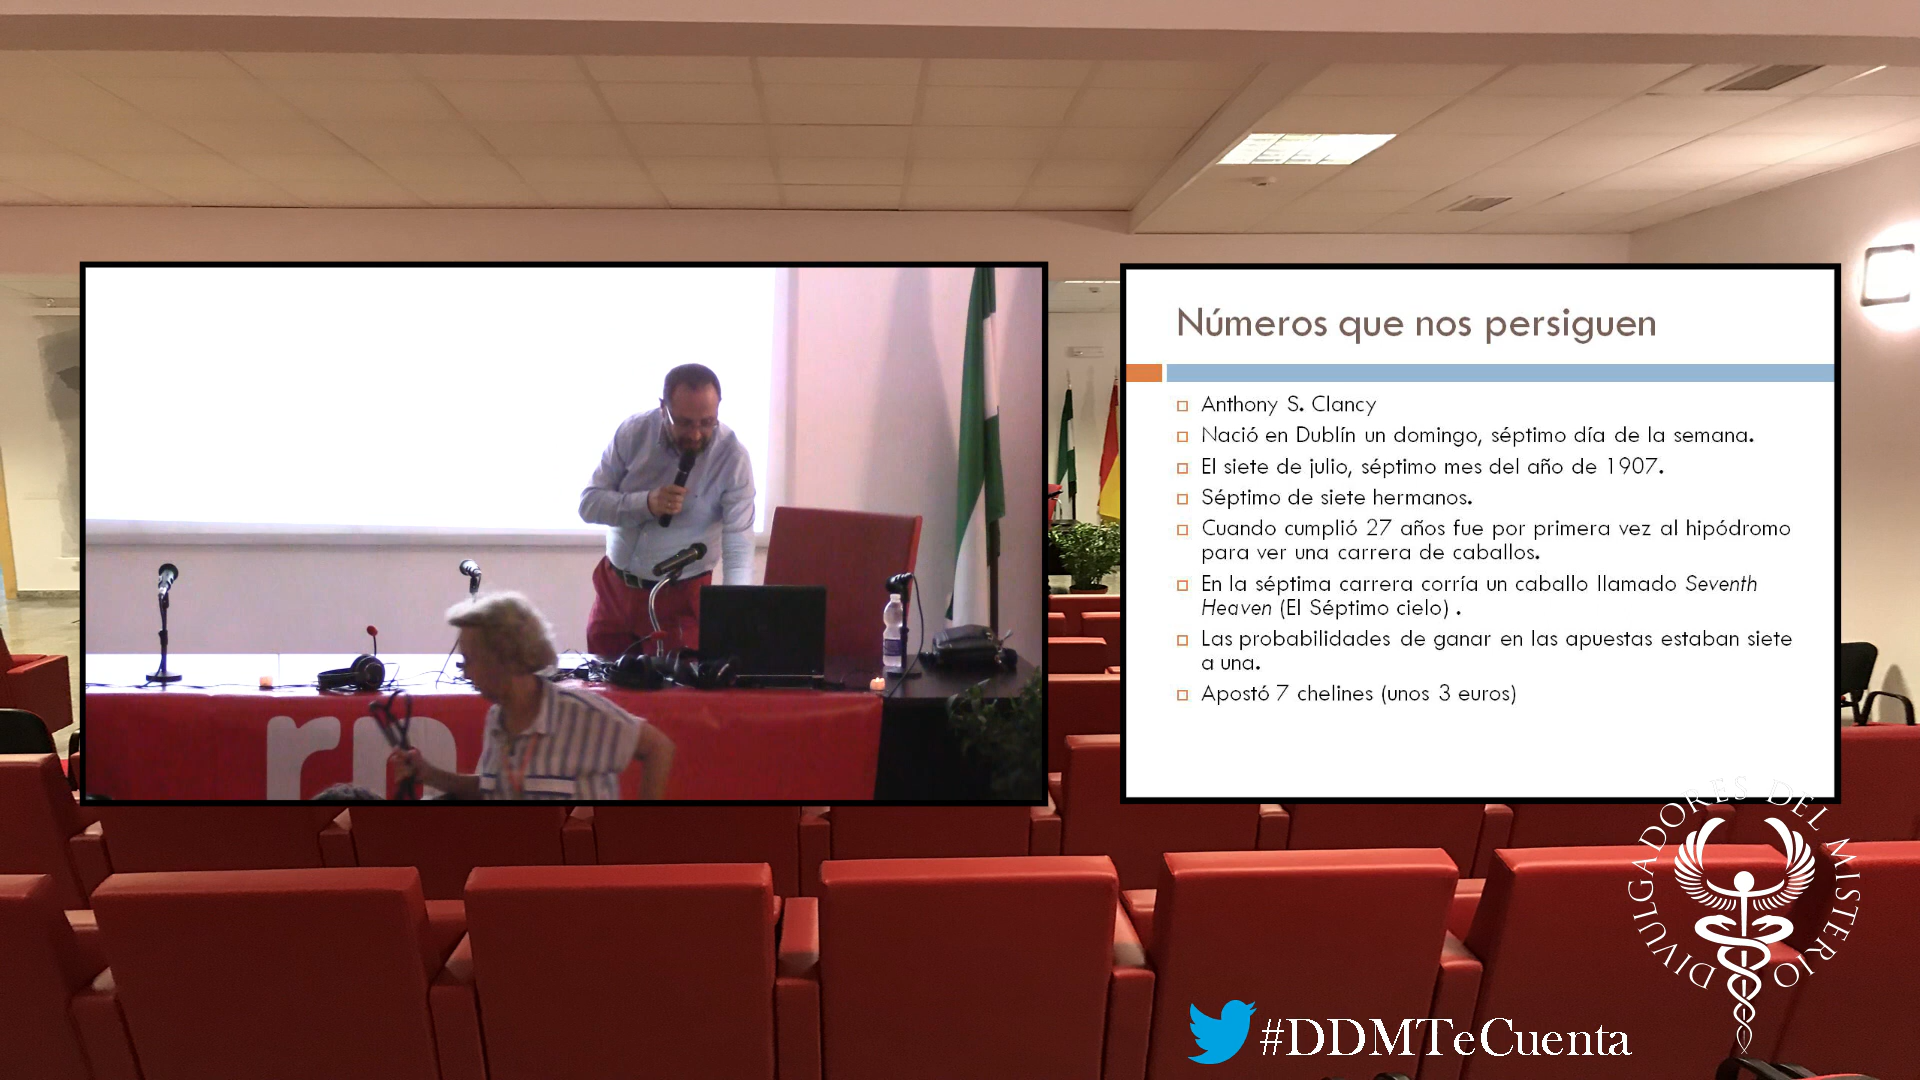 Números que nos persiguen
Anthony S. Clancy
Nació en Dublín un domingo, séptimo día de la semana.
El siete de julio, séptimo mes del año de 1907.
Séptimo de siete hermanos.
Cuando cumplió 27 años fue por primera vez al hipódromo
para ver una carrera de caballos.
En la séptima carrera corría un caballo llamado Seventh
Heaven (El Séptimo cielo) .
Las probabilidades de ganar en las apuestas estaban siete
a una.
Apostó 7 chelines (unos 3 euros)
DIVULGADORES DEL MISTERIO
#DDMTeCuenta